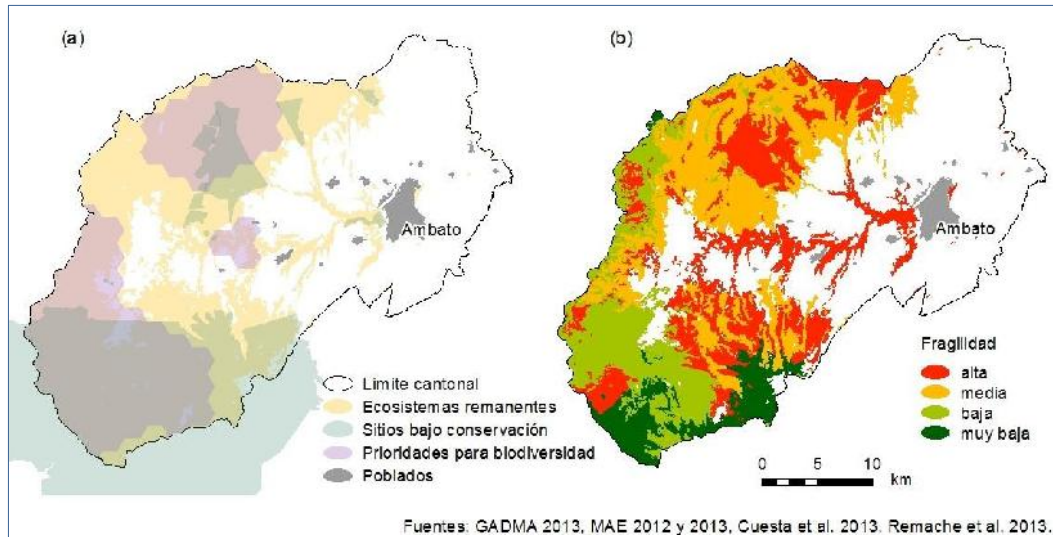 (a)
Ambato
Límite cantonal
Ecosistemas remanentes
Sitios bajo conservación
Prioridades para biodiversidad
Poblados
(b)
Ambato
Fragilidad
alta
media
baja
muy baja
0 5 10
km
Fuentes: GADMA 2013, MAE 2012 y 2013, Cuesta et al. 2013. Remache et al. 2013.